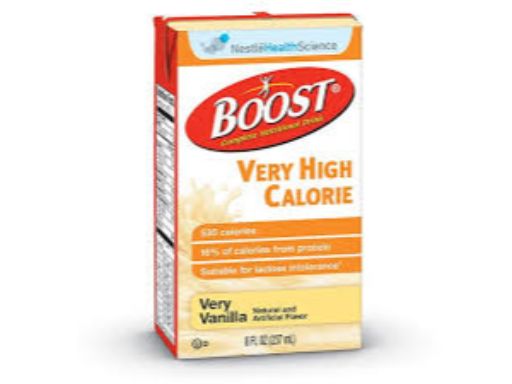 NestléHealthScience
BOOST®
Complete Nutritional Drink
VERY HIGH
CALORIE
530 calories
16% of calories from protein
Suitable for lactose intolerance†
Very
Vanilla
Natural and
Artificial Flavor
8 FL OZ (237 mL)